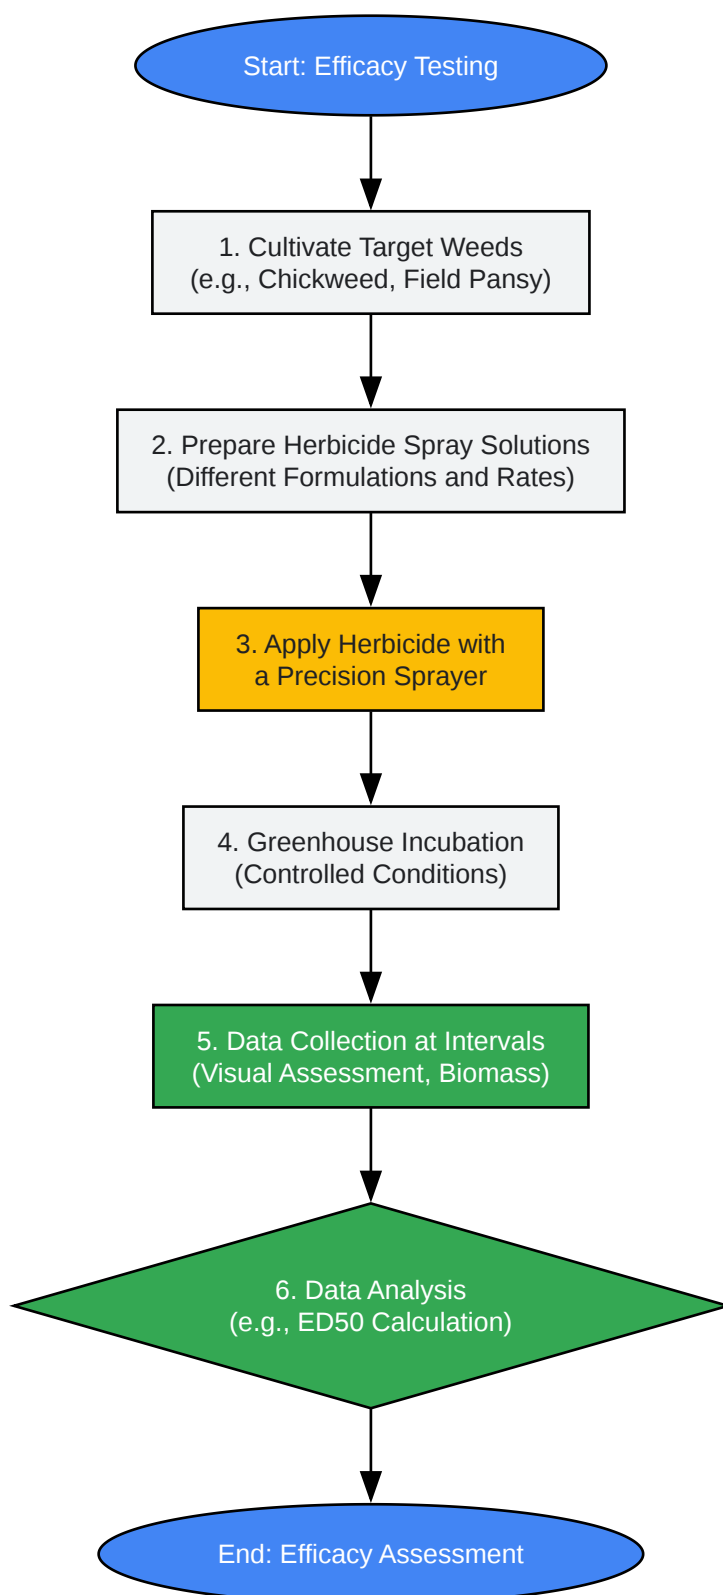 Start: Efficacy Testing
1. Cultivate Target Weeds
(e.g., Chickweed, Field Pansy)
2. Prepare Herbicide Spray Solutions
(Different Formulations and Rates)
3. Apply Herbicide with
a Precision Sprayer
4. Greenhouse Incubation
(Controlled Conditions)
5. Data Collection at Intervals
(Visual Assessment, Biomass)
6. Data Analysis
(e.g., ED50 Calculation)
End: Efficacy Assessment